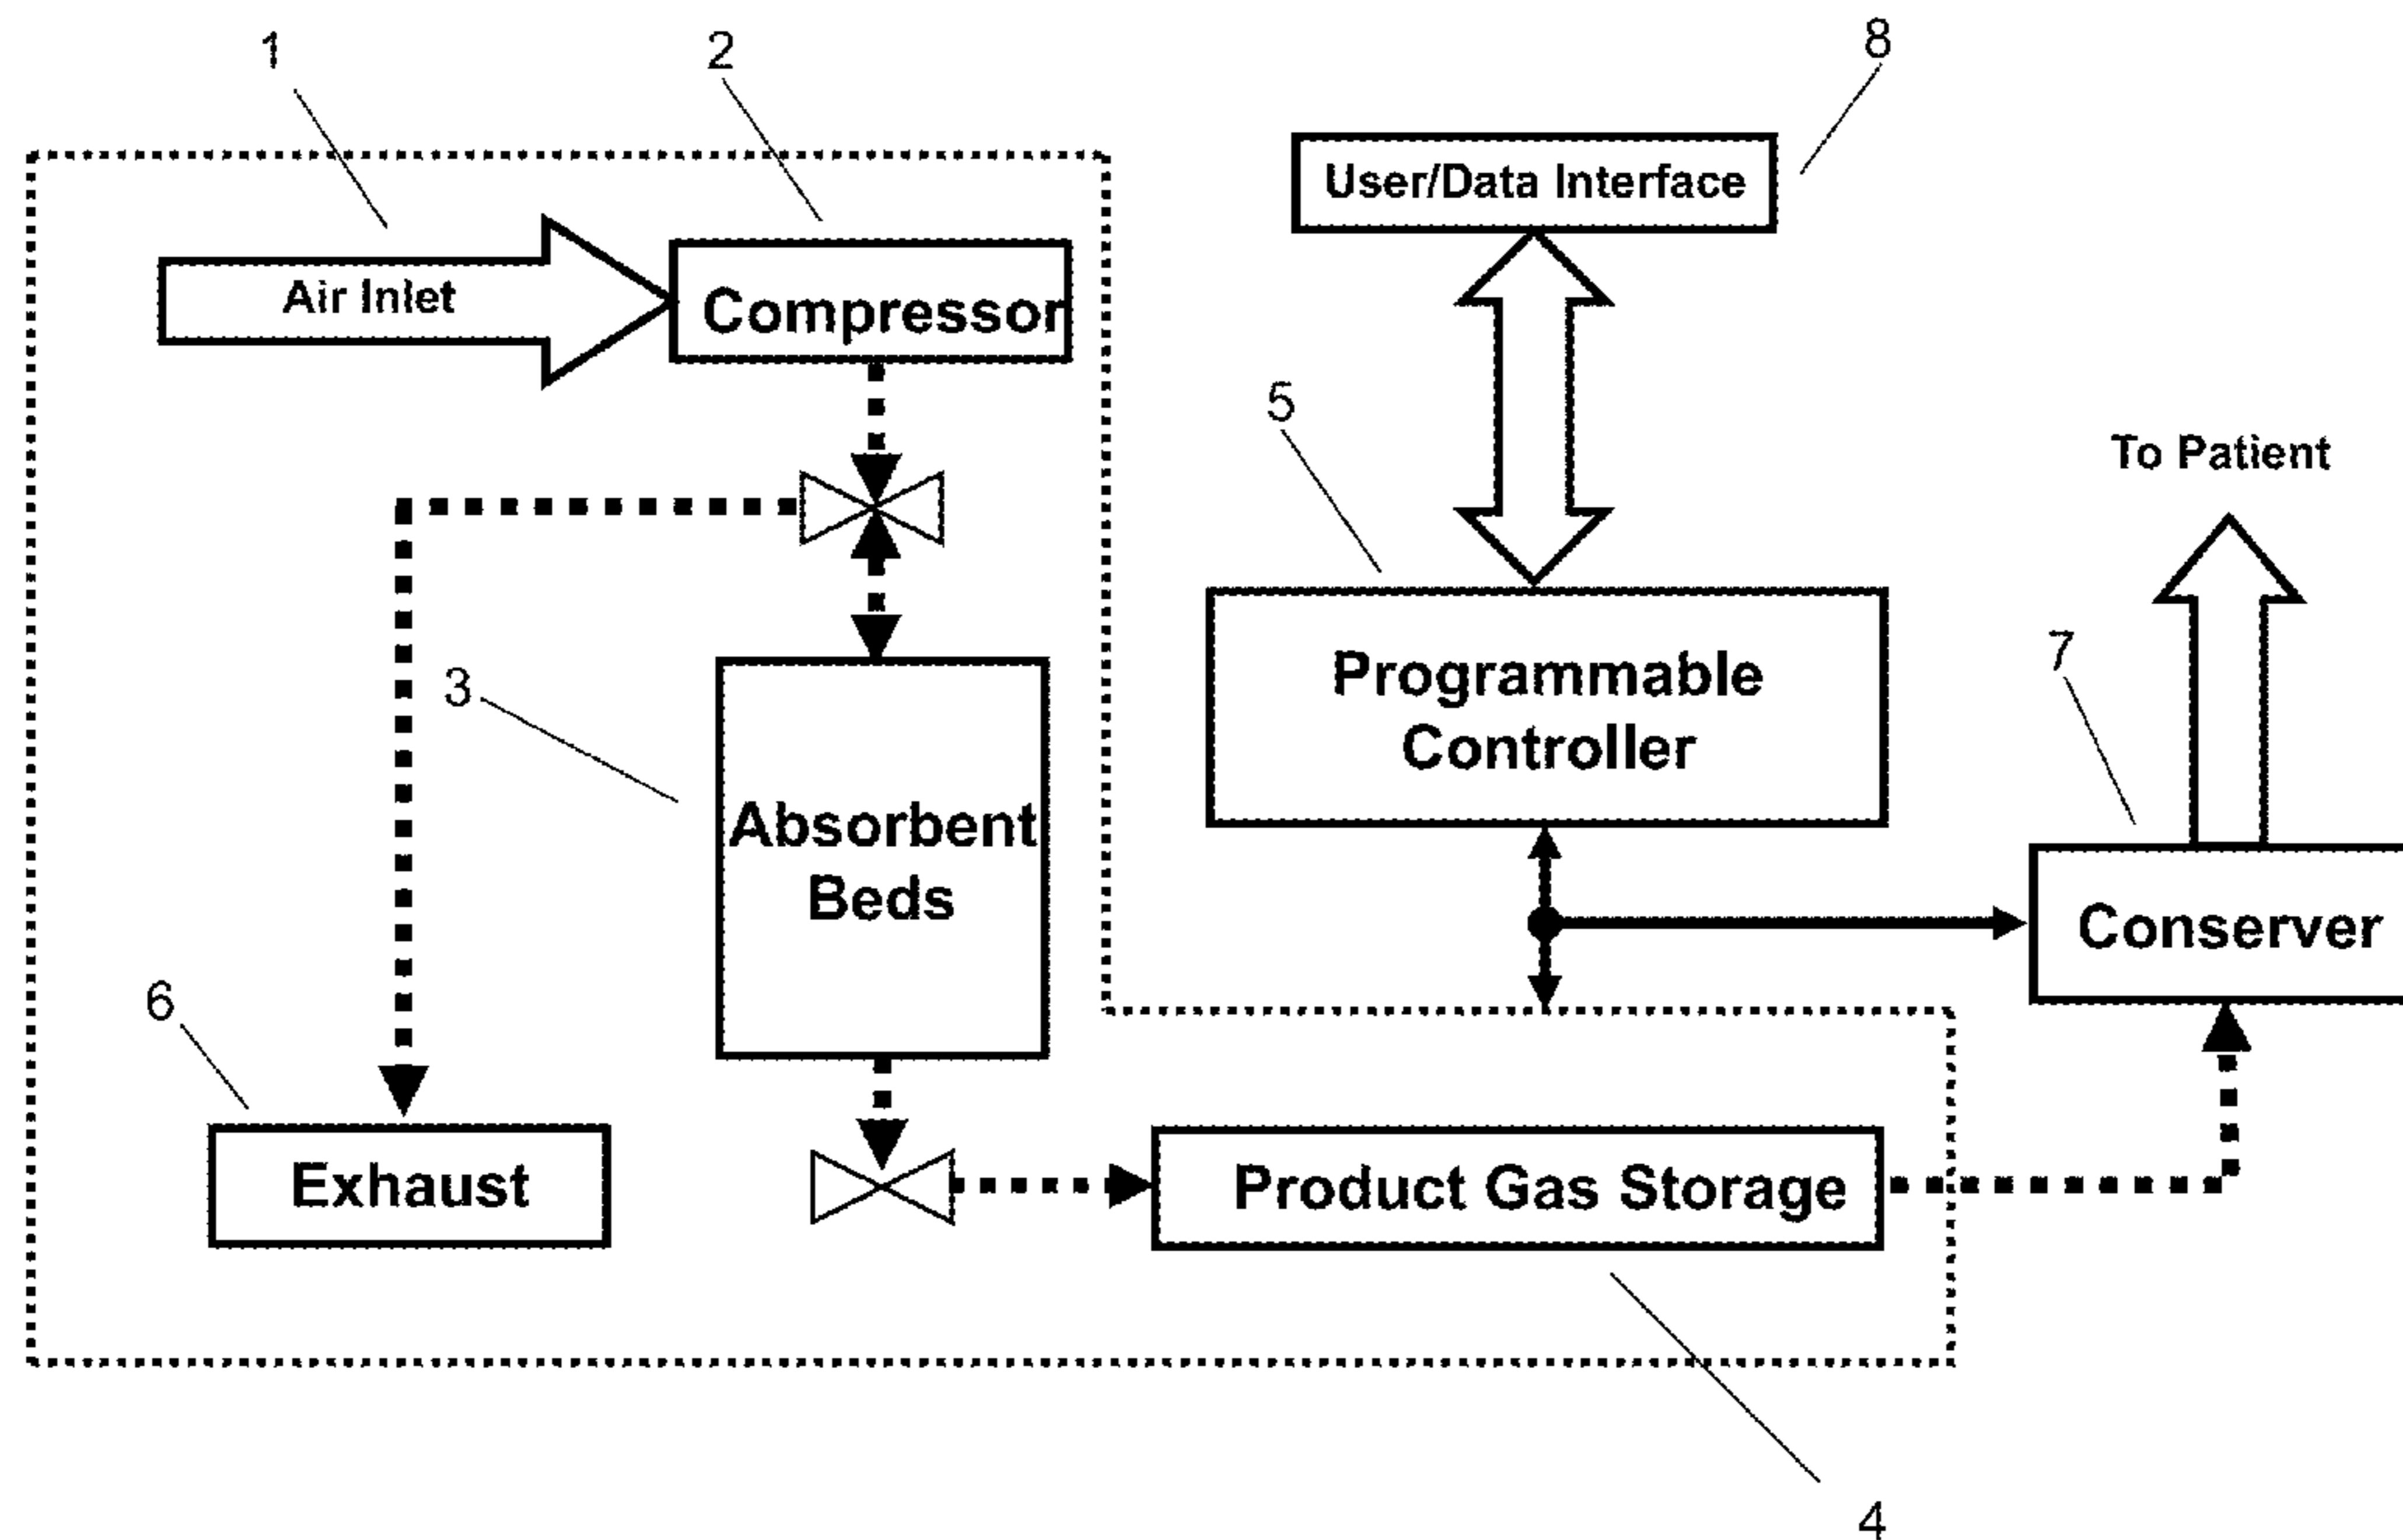 1
2
8
User/Data Interface
Air Inlet
Compressor
5
To Patient
Programmable
Controller
7
3
Absorbent
Beds
Conserver
6
Exhaust
Product Gas Storage
4